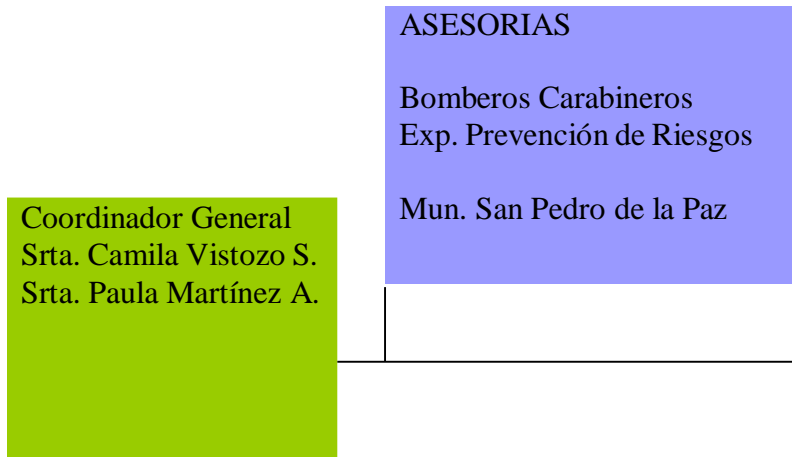 ASESORIAS
Bomberos Carabineros
Exp. Prevención de Riesgos
Mun. San Pedro de la Paz
Coordinador General
Srta. Camila Vistozo S.
Srta. Paula Martínez A.